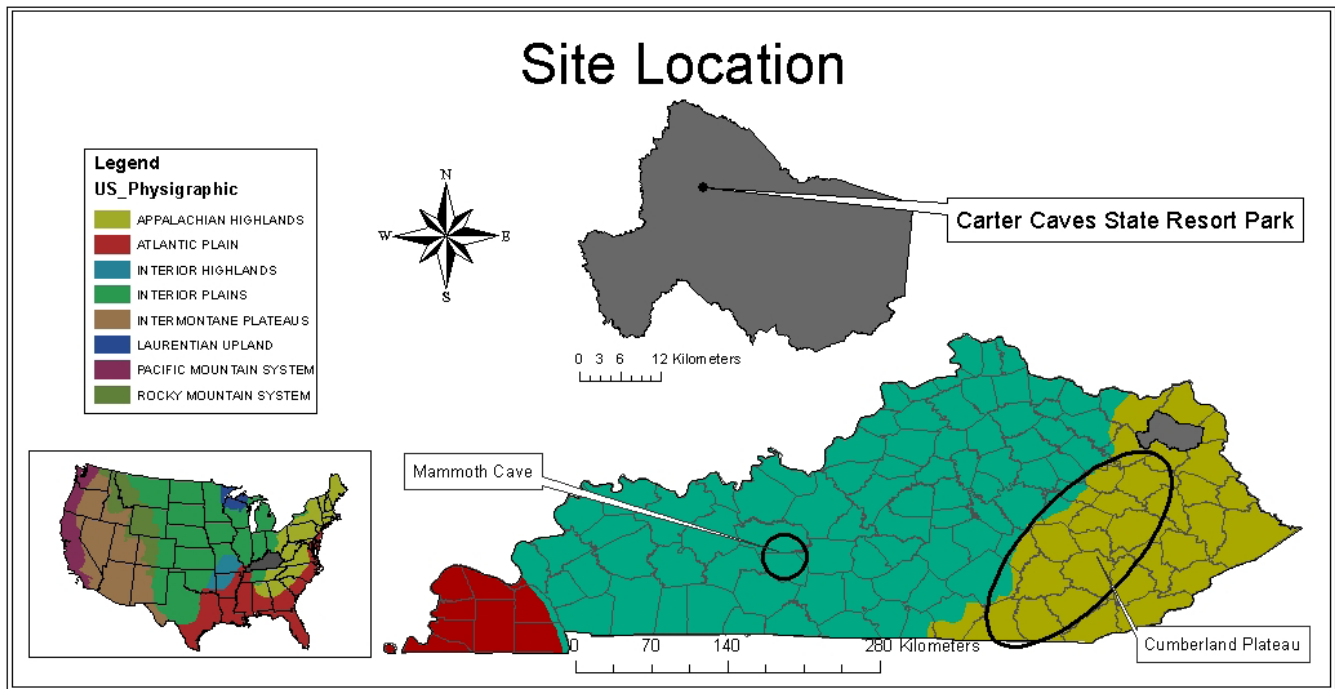 Site Location
Legend
US_Physigraphic
APPALACHIAN HIGHLANDS
ATLANTIC PLAIN
INTERIOR HIGHLANDS
INTERIOR PLAINS
INTERMONTANE PLATEAUS
LAURENTIAN UPLAND
PACIFIC MOUNTAIN SYSTEM
ROCKY MOUNTAIN SYSTEM
N
W E
S
Carter Caves State Resort Park
0 3 6 12 Kilometers
Mammoth Cave
Cumberland Plateau
0 70 140 280 Kilometers